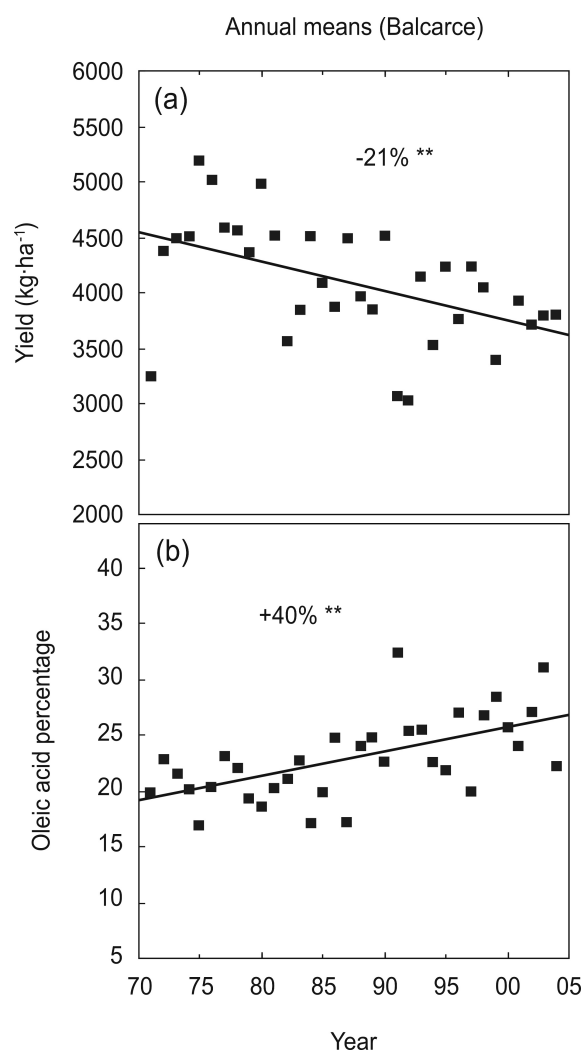 Annual means (Balcarce)
6000
(a)
5500
-21% **
5000
4500
4000
3500
3000
2500
2000
Yield (kg·ha⁻¹)
(b)
40
+40% **
35
30
25
20
15
10
5
Oleic acid percentage
70 75 80 85 90 95 00 05
Year